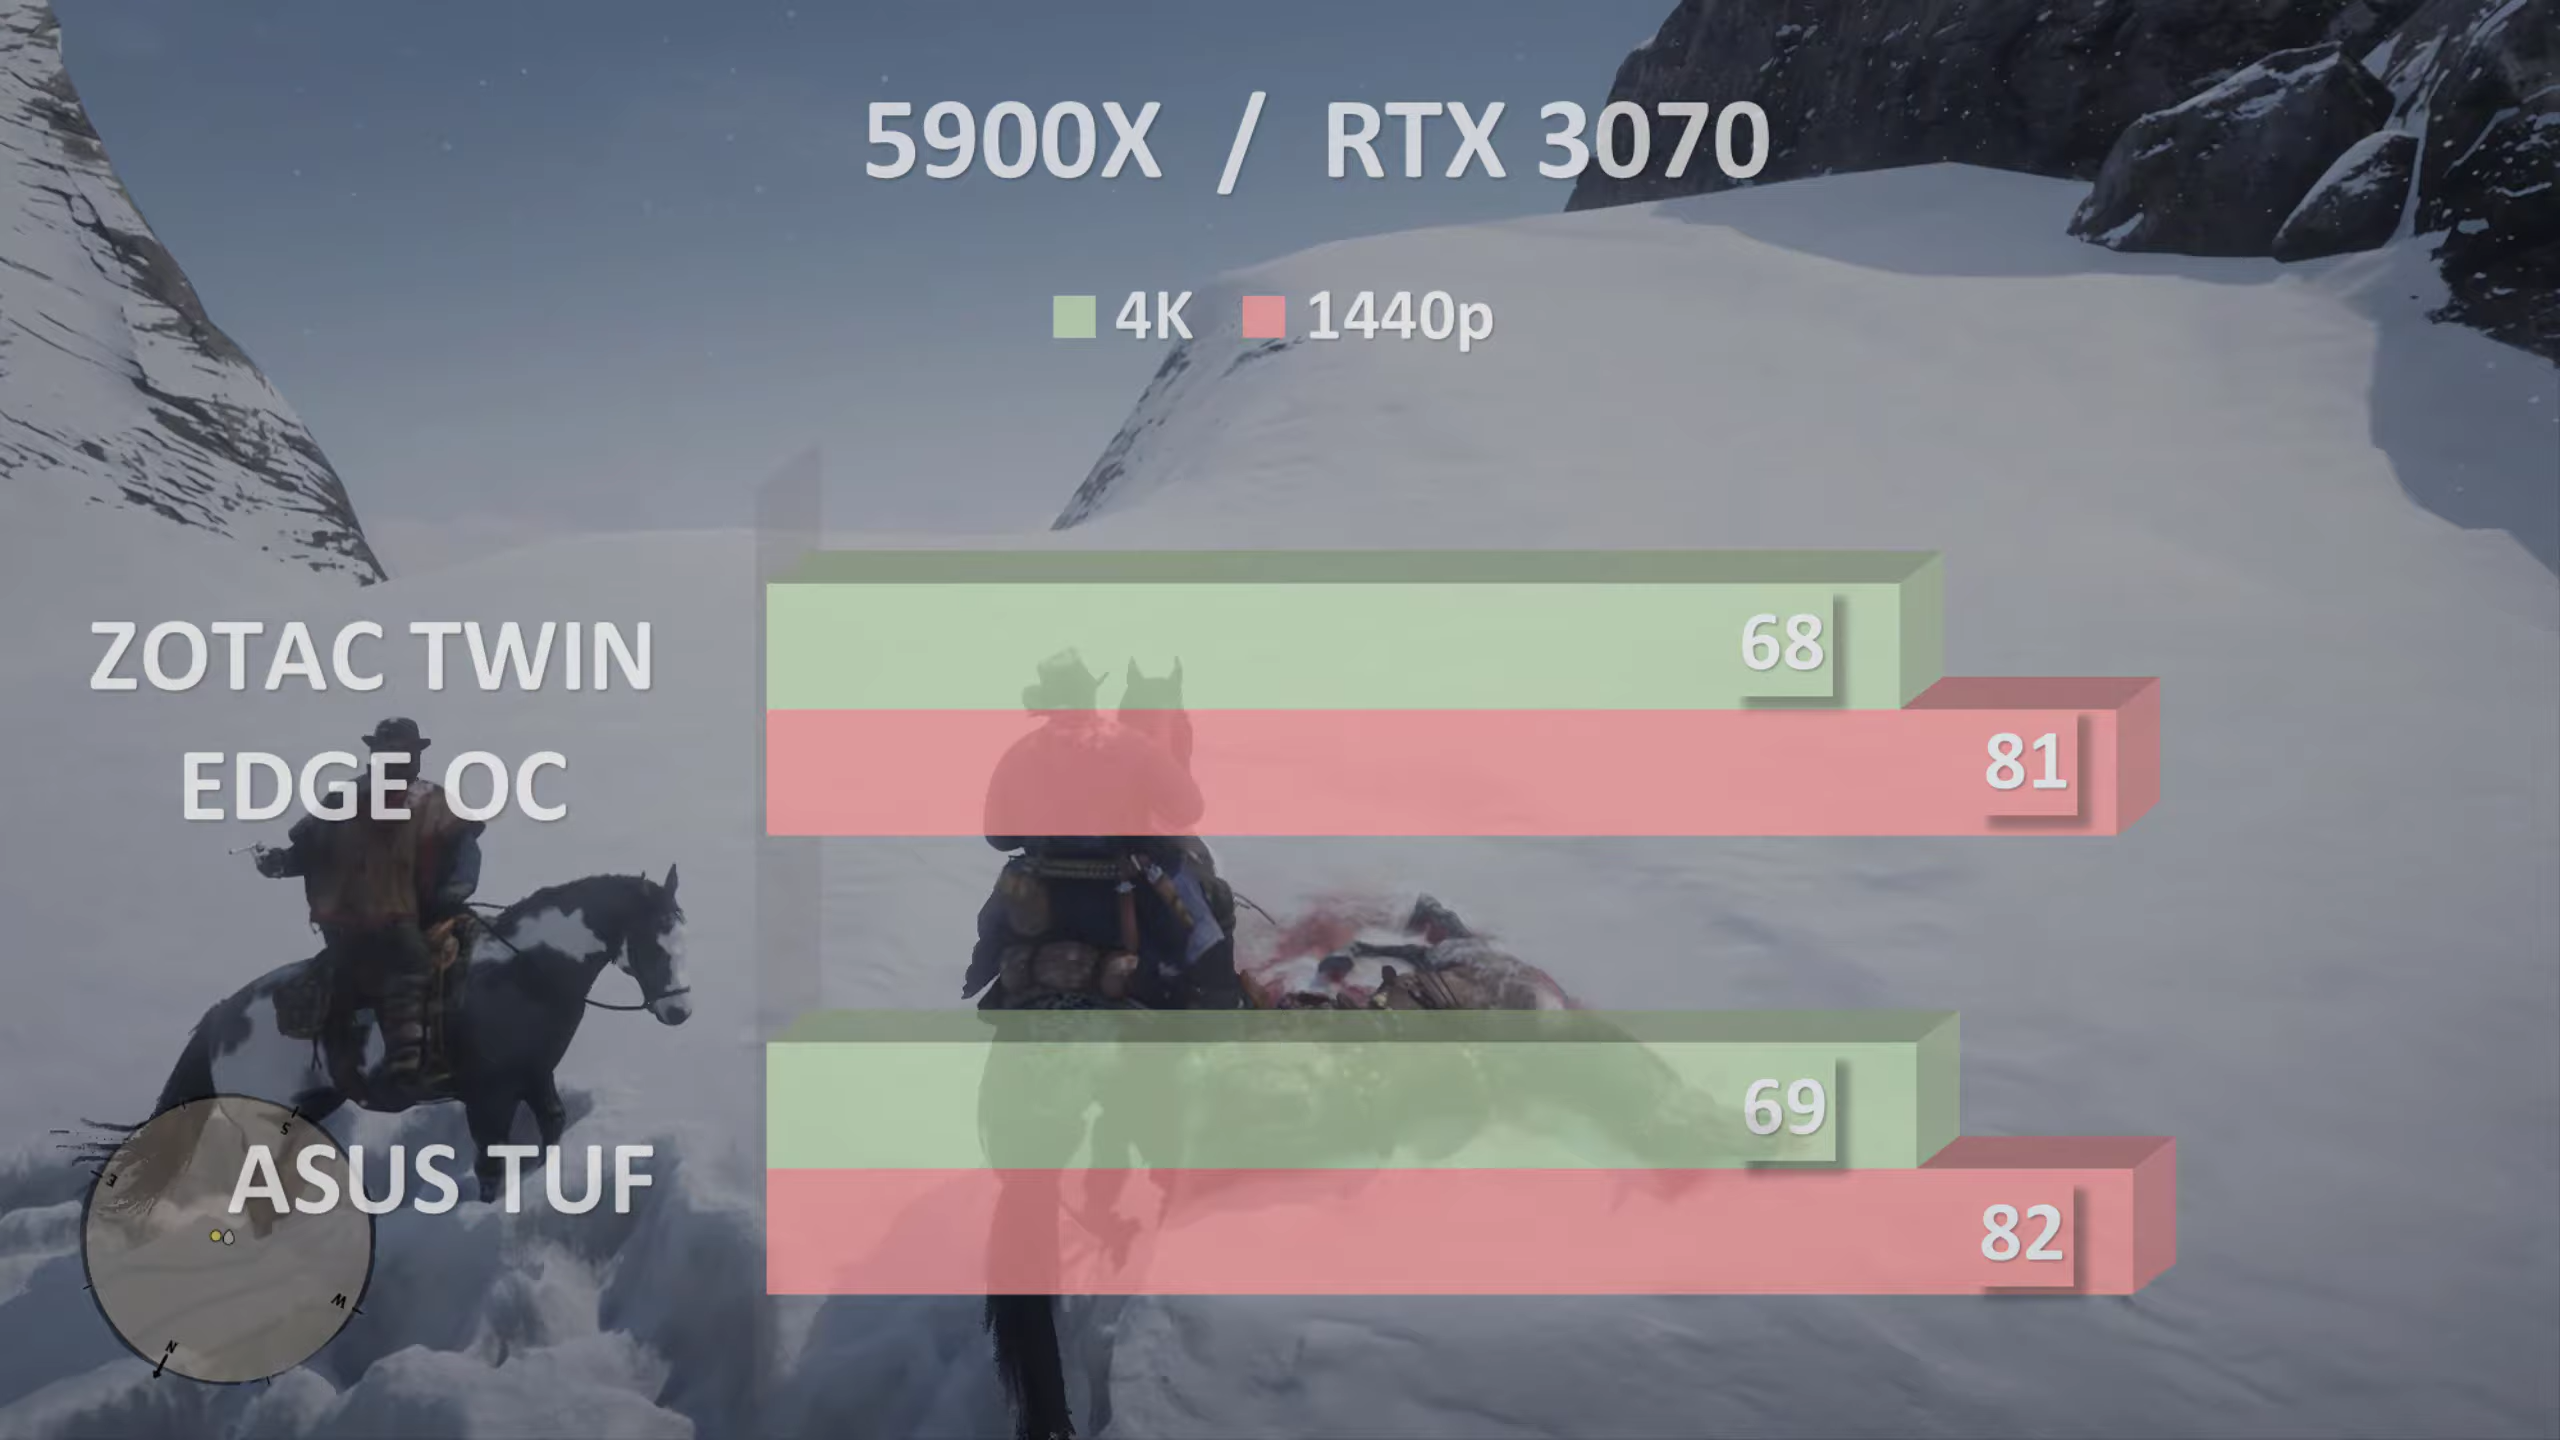 5900X / RTX 3070
4K 1440p
ZOTAC TWIN
EDGE OC
68
81
ASUS TUF
69
82
S
E
W
N